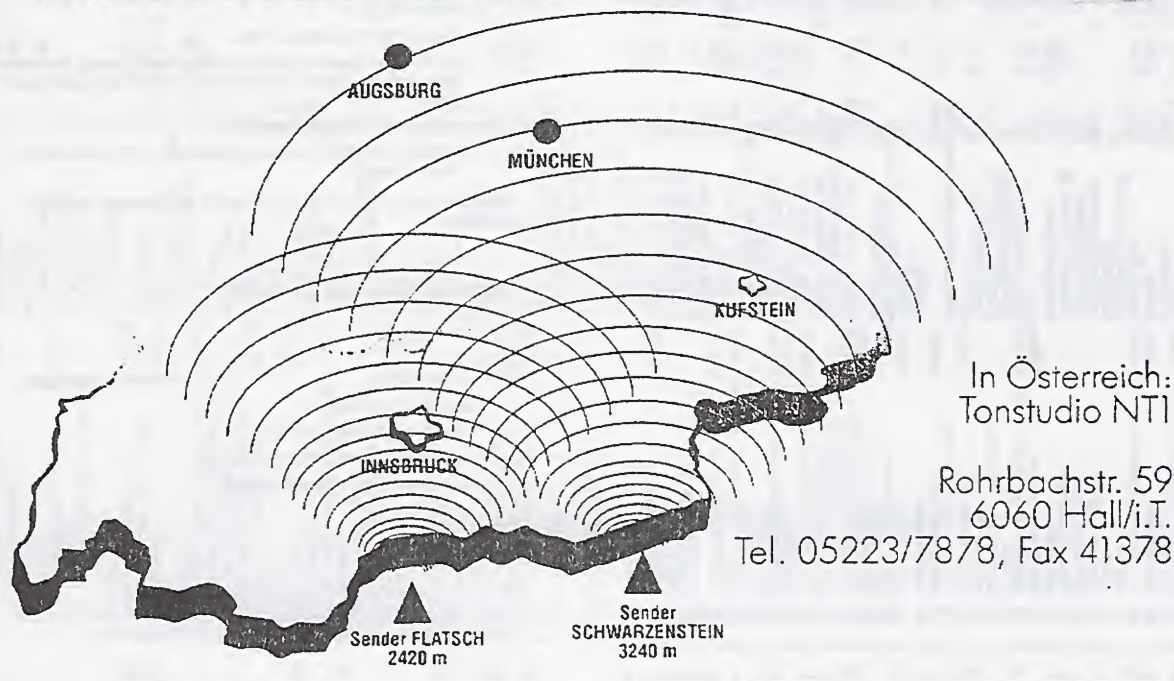 AUGSBURG
MÜNCHEN
KUFSTEIN
INNSBRUCK
In Österreich:
Tonstudio NT1
Rohrbachstr. 59
6060 Hall/i.T.
Tel. 05223/7878, Fax 41378
Sender FLATSCH
2420 m
Sender
SCHWARZENSTEIN
3240 m